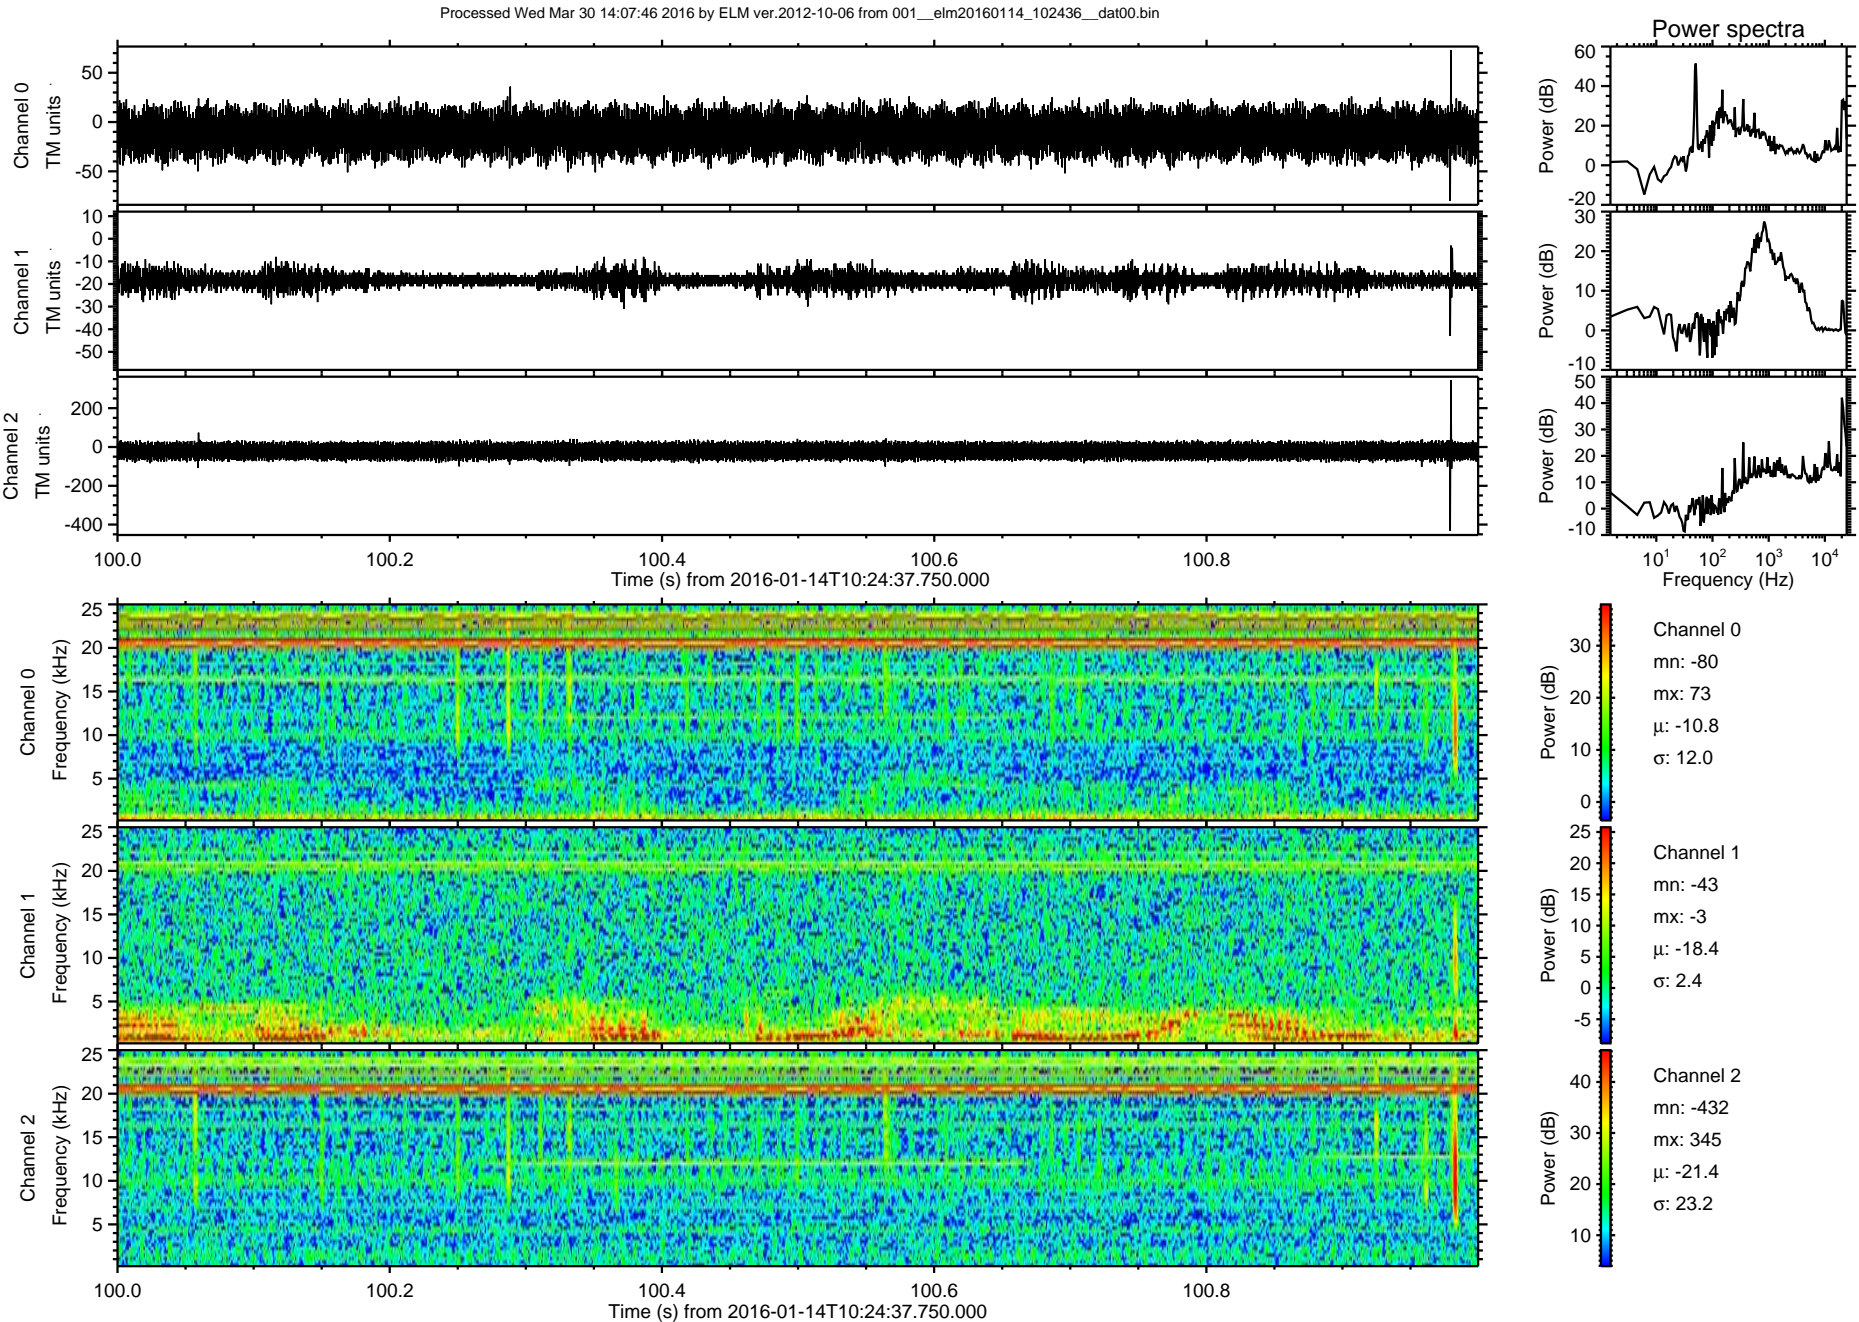 Processed Wed Mar 30 14:07:46 2016 by ELM ver.2012-10-06 from 001__elm20160114_102436__dat00.bin
Power spectra
Channel 0
TM units
50
0
-50
Power (dB)
60
40
20
0
-20
Channel 1
TM units
10
0
-10
-20
-30
-40
-50
Power (dB)
30
20
10
0
-10
Channel 2
TM units
200
0
-200
-400
Power (dB)
50
40
30
20
10
0
-10
100.0 100.2 100.4 100.6 100.8
Time (s) from 2016-01-14T10:24:37.750.000
10¹ 10² 10³ 10⁴
Frequency (Hz)
Channel 0
Frequency (kHz)
25
20
15
10
5
Power (dB)
30
20
10
0
Channel 0
mn: -80
mx: 73
μ: -10.8
σ: 12.0
Channel 1
Frequency (kHz)
25
20
15
10
5
Power (dB)
25
20
15
10
5
0
-5
Channel 1
mn: -43
mx: -3
μ: -18.4
σ: 2.4
Channel 2
Frequency (kHz)
25
20
15
10
5
Power (dB)
40
30
20
10
Channel 2
mn: -432
mx: 345
μ: -21.4
σ: 23.2
100.0 100.2 100.4 100.6 100.8
Time (s) from 2016-01-14T10:24:37.750.000